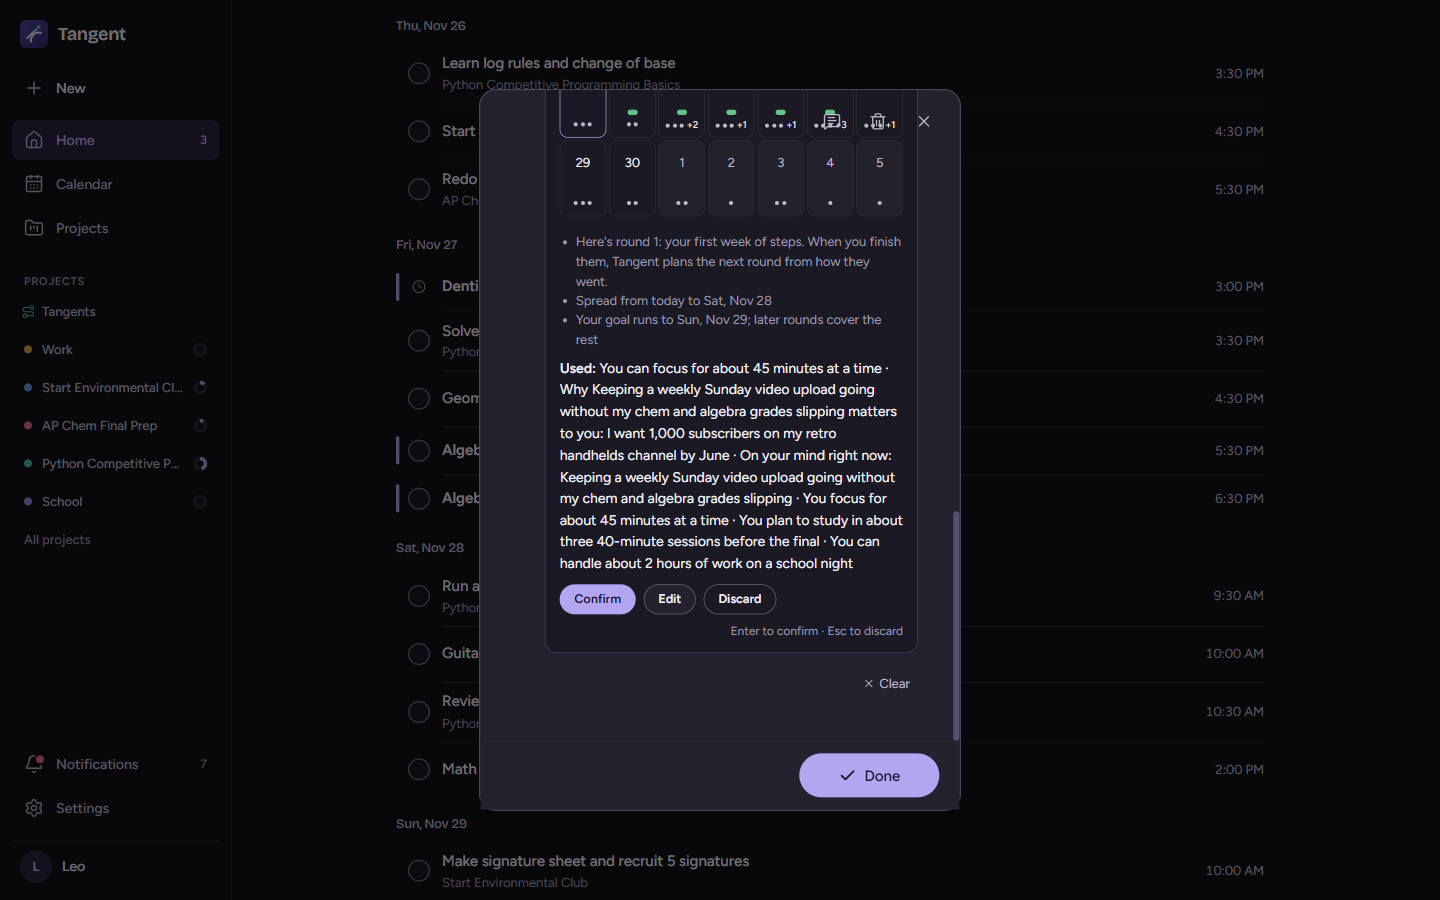 Tangent
New
Home 3
Calendar
Projects
PROJECTS
Tangents
Work
Start Environmental Cl...
AP Chem Final Prep
Python Competitive P...
School
All projects
Notifications 7
Settings
L Leo
Thu, Nov 26
Learn log rules and change of base
Python Competitive Programming Basics
3:30 PM
Start
4:30 PM
Redo
AP Ch
5:30 PM
Fri, Nov 27
Denti
3:00 PM
Solve
Python
3:30 PM
Geom
4:30 PM
Algeb
5:30 PM
Algeb
6:30 PM
Sat, Nov 28
Run a
Python
9:30 AM
Guita
10:00 AM
Revie
Python
10:30 AM
Math
2:00 PM
Sun, Nov 29
Make signature sheet and recruit 5 signatures
Start Environmental Club
10:00 AM
+2 +1 +1 +3 +1
29 30 1 2 3 4 5
Here's round 1: your first week of steps. When you finish
them, Tangent plans the next round from how they
went.
Spread from today to Sat, Nov 28
Your goal runs to Sun, Nov 29; later rounds cover the
rest
Used: You can focus for about 45 minutes at a time ·
Why Keeping a weekly Sunday video upload going
without my chem and algebra grades slipping matters
to you: I want 1,000 subscribers on my retro
handhelds channel by June · On your mind right now:
Keeping a weekly Sunday video upload going without
my chem and algebra grades slipping · You focus for
about 45 minutes at a time · You plan to study in about
three 40-minute sessions before the final · You can
handle about 2 hours of work on a school night
Confirm Edit Discard
Enter to confirm · Esc to discard
Clear
Done